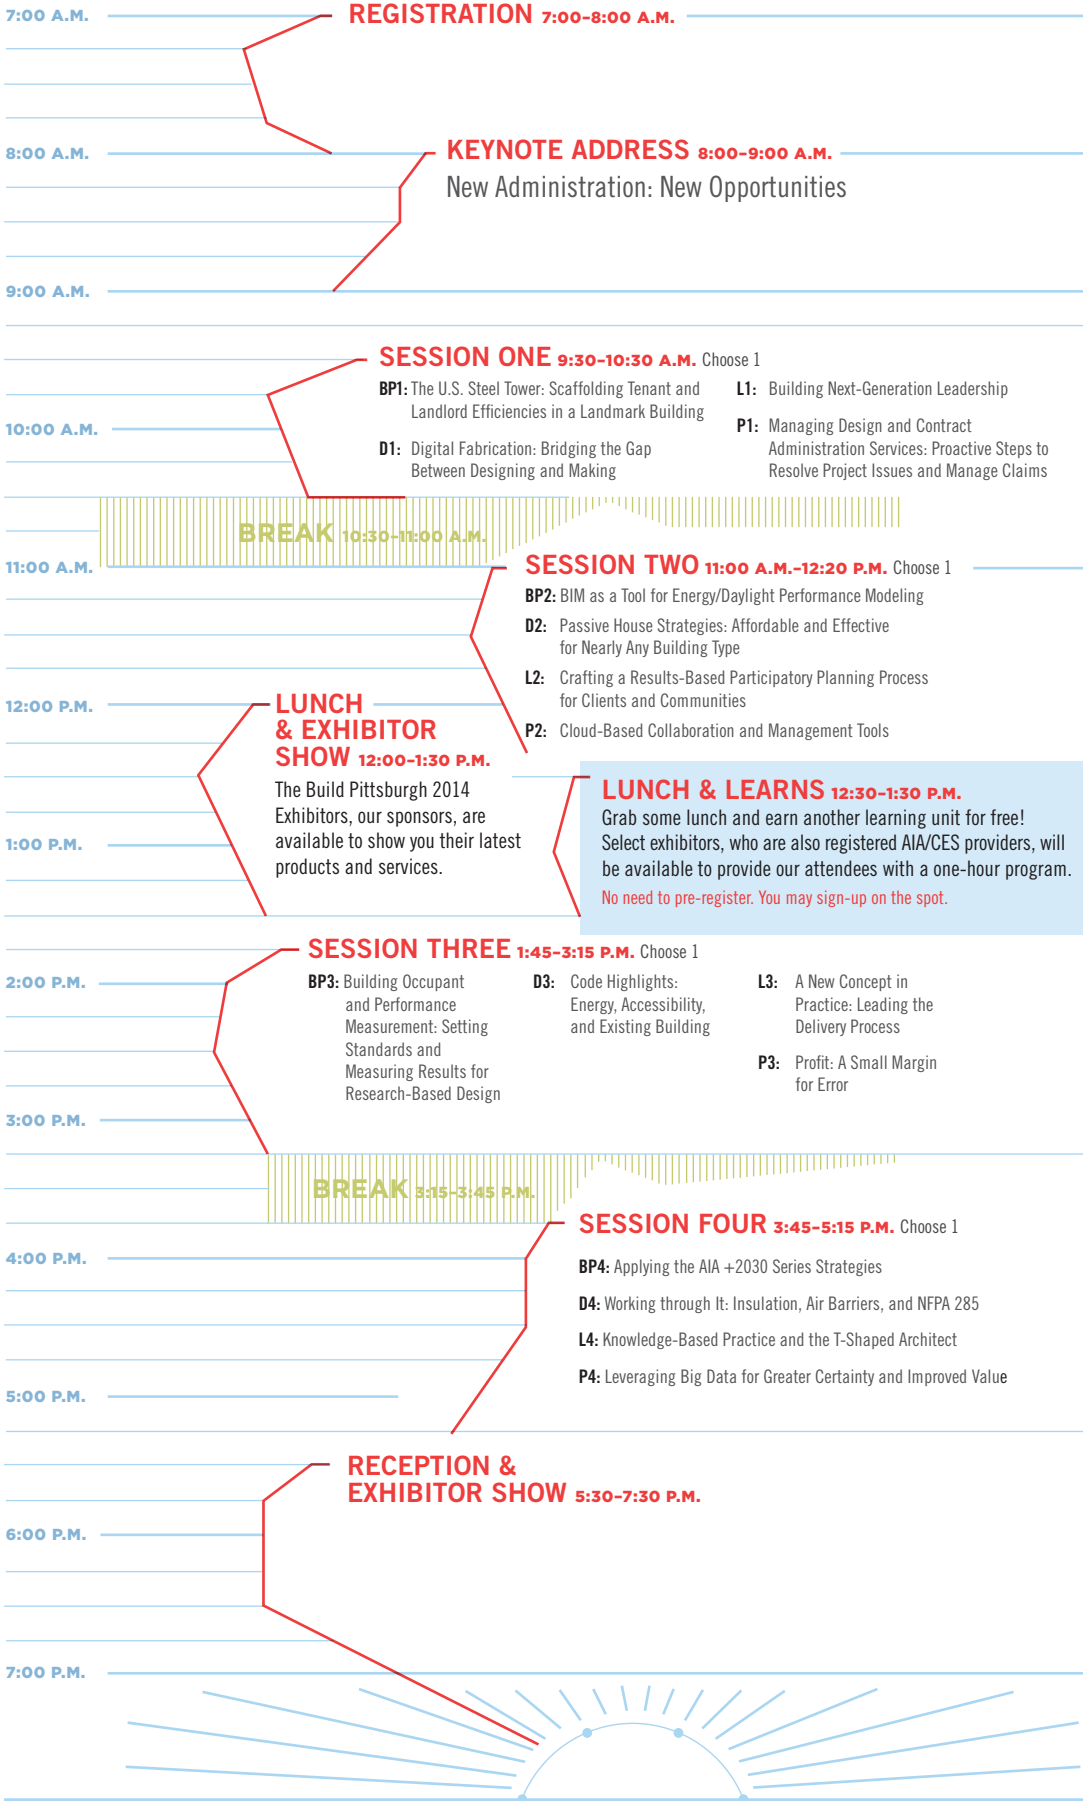 7:00 A.M.
REGISTRATION 7:00–8:00 A.M.
8:00 A.M.
KEYNOTE ADDRESS 8:00–9:00 A.M.
New Administration: New Opportunities
9:00 A.M.
SESSION ONE 9:30–10:30 A.M. Choose 1
BP1: The U.S. Steel Tower: Scaffolding Tenant and
Landlord Efficiencies in a Landmark Building
D1: Digital Fabrication: Bridging the Gap
Between Designing and Making
L1: Building Next-Generation Leadership
P1: Managing Design and Contract
Administration Services: Proactive Steps to
Resolve Project Issues and Manage Claims
10:00 A.M.
BREAK 10:30–11:00 A.M.
11:00 A.M.
SESSION TWO 11:00 A.M.–12:20 P.M. Choose 1
BP2: BIM as a Tool for Energy/Daylight Performance Modeling
D2: Passive House Strategies: Affordable and Effective
for Nearly Any Building Type
L2: Crafting a Results-Based Participatory Planning Process
for Clients and Communities
P2: Cloud-Based Collaboration and Management Tools
12:00 P.M.
LUNCH
& EXHIBITOR
SHOW 12:00–1:30 P.M.
The Build Pittsburgh 2014
Exhibitors, our sponsors, are
available to show you their latest
products and services.
LUNCH & LEARNS 12:30–1:30 P.M.
Grab some lunch and earn another learning unit for free!
Select exhibitors, who are also registered AIA/CES providers, will
be available to provide our attendees with a one-hour program.
No need to pre-register. You may sign-up on the spot.
1:00 P.M.
SESSION THREE 1:45–3:15 P.M. Choose 1
2:00 P.M.
BP3: Building Occupant
and Performance
Measurement: Setting
Standards and
Measuring Results for
Research-Based Design
D3: Code Highlights:
Energy, Accessibility,
and Existing Building
L3: A New Concept in
Practice: Leading the
Delivery Process
P3: Profit: A Small Margin
for Error
3:00 P.M.
BREAK 3:15–3:45 P.M.
SESSION FOUR 3:45–5:15 P.M. Choose 1
4:00 P.M.
BP4: Applying the AIA +2030 Series Strategies
D4: Working through It: Insulation, Air Barriers, and NFPA 285
L4: Knowledge-Based Practice and the T-Shaped Architect
P4: Leveraging Big Data for Greater Certainty and Improved Value
5:00 P.M.
RECEPTION &
EXHIBITOR SHOW 5:30–7:30 P.M.
6:00 P.M.
7:00 P.M.